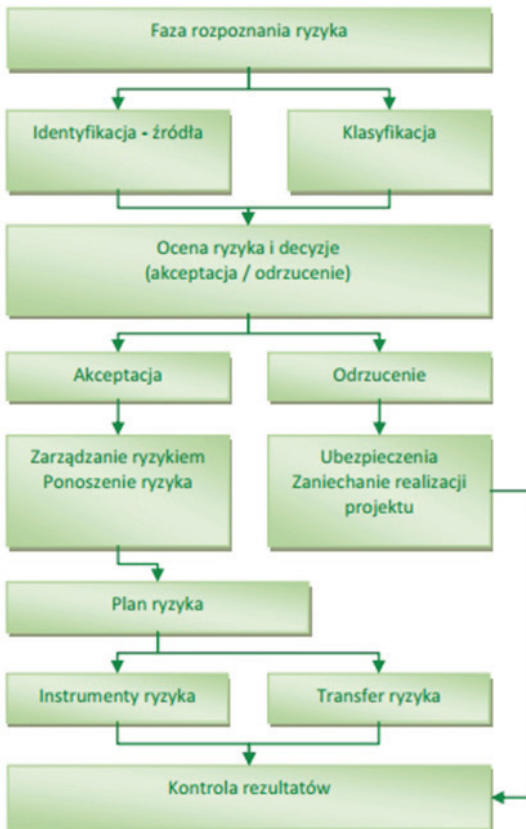 Faza rozpoznania ryzyka
Identyfikacja - źródła
Klasyfikacja
Ocena ryzyka i decyzje
(akceptacja / odrzucenie)
Akceptacja
Odrzucenie
Zarządzanie ryzykiem
Ponoszenie ryzyka
Ubezpieczenia
Zaniechanie realizacji
projektu
Plan ryzyka
Instrumenty ryzyka
Transfer ryzyka
Kontrola rezultatów